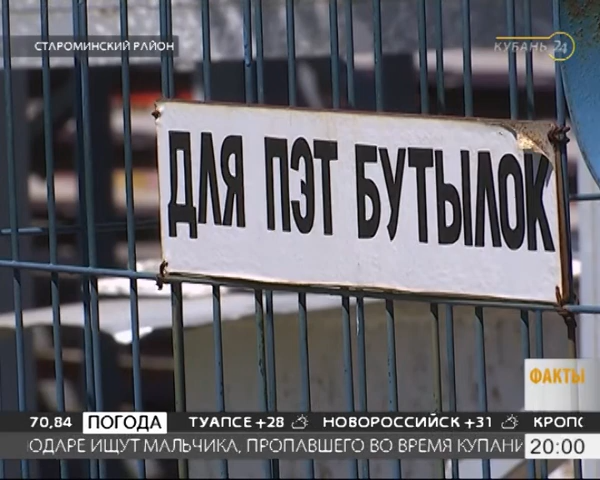 СТАРОМИНСКИЙ РАЙОН
КУБАНЬ 24
ДЛЯ ПЭТ БУТЫЛОК
ФАКТЫ
70,84 ПОГОДА ТУАПСЕ +28 НОВОРОССИЙСК +31 КРОПО
ОДАРЕ ИЩУТ МАЛЬЧИКА, ПРОПАВШЕГО ВО ВРЕМЯ КУПАНИ 20:00